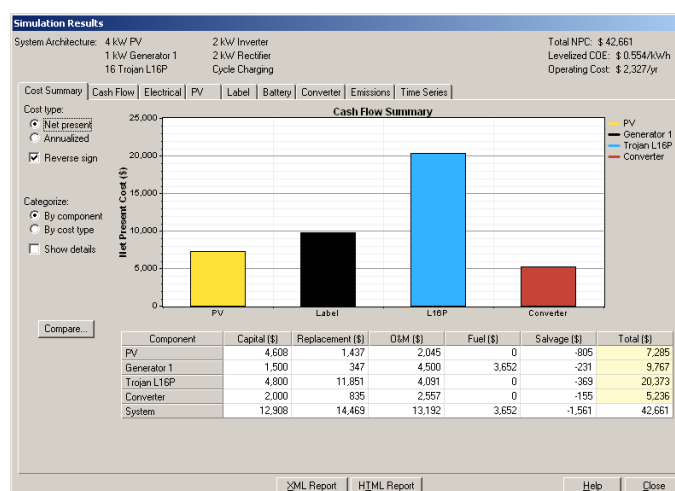 Simulation Results
System Architecture: 4 kW PV 2 kW Inverter Total NPC: $ 42,661
1 kW Generator 1 2 kW Rectifier Levelized COE: $ 0.554/kWh
16 Trojan L16P Cycle Charging Operating Cost: $ 2,327/yr
Cost Summary Cash Flow Electrical PV Label Battery Converter Emissions Time Series
Cost type:
Net present
Annualized
Reverse sign
Categorize:
By component
By cost type
Show details
Compare...
Cash Flow Summary
Net Present Cost ($)
25,000
20,000
15,000
10,000
5,000
0
PV Label L16P Converter
PV
Generator 1
Trojan L16P
Converter
Component Capital ($) Replacement ($) O&M ($) Fuel ($) Salvage ($) Total ($)
PV 4,608 1,437 2,045 0 -805 7,285
Generator 1 1,500 347 4,500 3,652 -231 9,767
Trojan L16P 4,800 11,851 4,091 0 -369 20,373
Converter 2,000 835 2,557 0 -155 5,236
System 12,908 14,469 13,192 3,652 -1,561 42,661
XML Report HTML Report Help Close